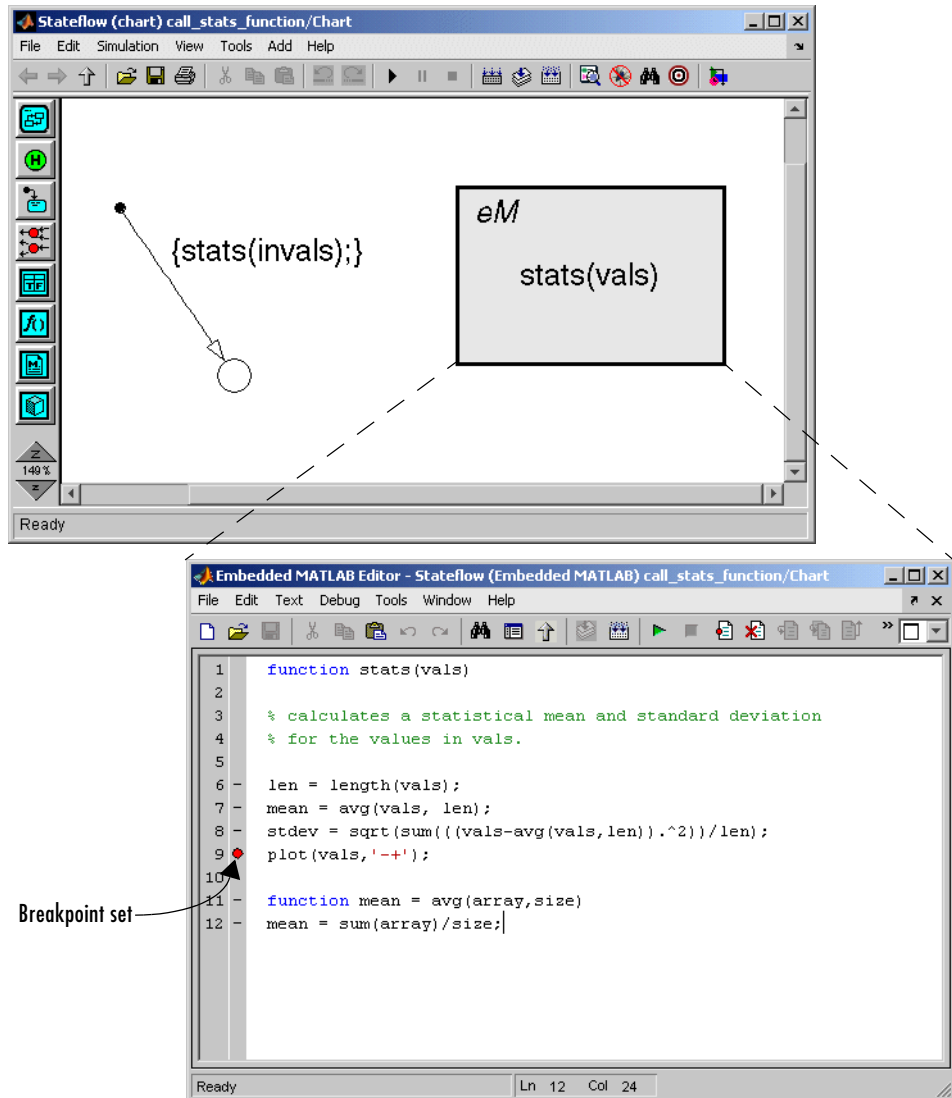 Stateflow (chart) call_stats_function/Chart
File Edit Simulation View Tools Add Help
H
TF
f()
M
{stats(invals);}
eM
stats(vals)
Z
149%
z
Ready
Embedded MATLAB Editor - Stateflow (Embedded MATLAB) call_stats_function/Chart
File Edit Text Debug Tools Window Help
1 function stats(vals)
2
3 % calculates a statistical mean and standard deviation
4 % for the values in vals.
5
6 - len = length(vals);
7 - mean = avg(vals, len);
8 - stdev = sqrt(sum(((vals-avg(vals,len)).^2))/len);
9 plot(vals,'-+');
10
11 - function mean = avg(array,size)
12 - mean = sum(array)/size;
Breakpoint set
Ready Ln 12 Col 24